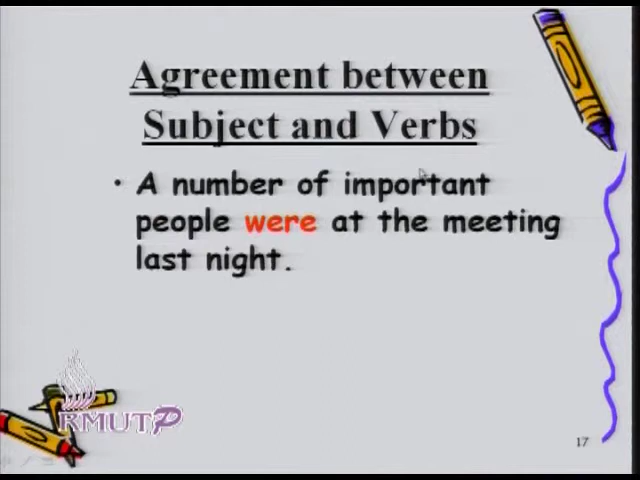 Agreement between
Subject and Verbs
• A number of important
people were at the meeting
last night.
RMUTP
17